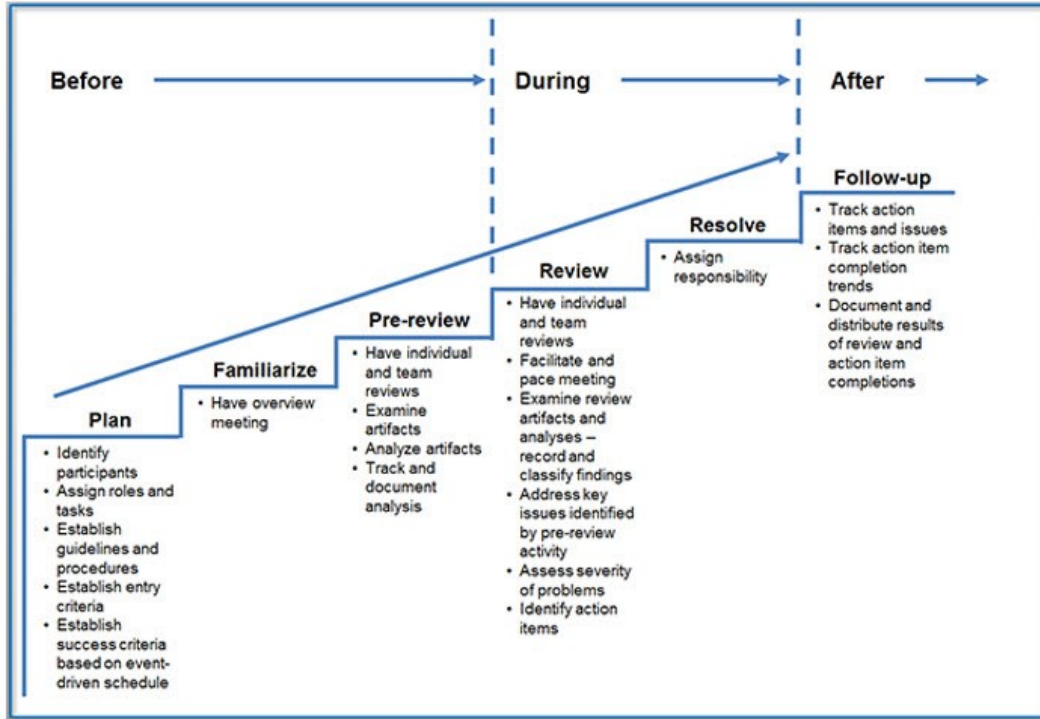 Before
During
After
Plan
• Identify
participants
• Assign roles and
tasks
• Establish
guidelines and
procedures
• Establish entry
criteria
• Establish
success criteria
based on event-
driven schedule
Familiarize
• Have overview
meeting
Pre-review
• Have individual
and team
reviews
• Examine
artifacts
• Analyze artifacts
• Track and
document
analysis
Review
• Have individual
and team
reviews
• Facilitate and
pace meeting
• Examine review
artifacts and
analyses –
record and
classify findings
• Address key
issues identified
by pre-review
activity
• Assess severity
of problems
• Identify action
items
Resolve
• Assign
responsibility
Follow-up
• Track action
items and issues
• Track action item
completion
trends
• Document and
distribute results
of review and
action item
completions